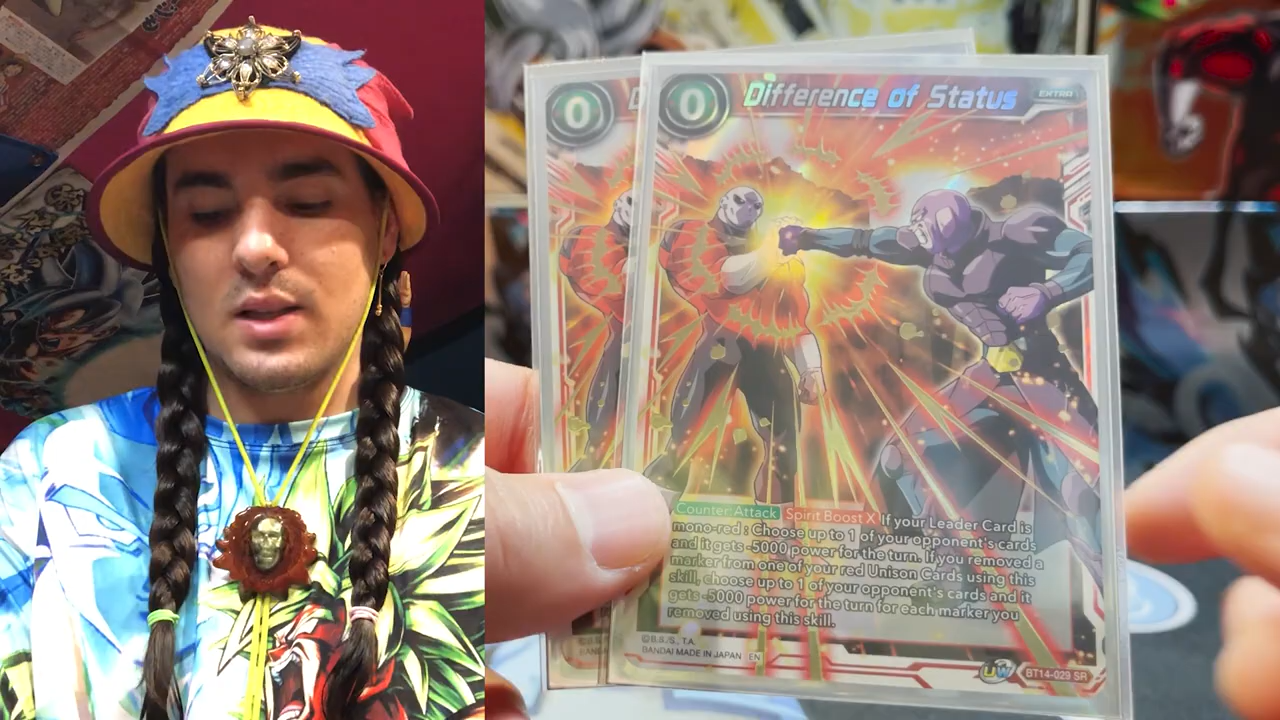 0
0
Difference of Status
EXTRA
Counter: Attack Spirit Boost X If your Leader Card is
mono-red : Choose up to 1 of your opponent's cards
and it gets -5000 power for the turn. If you removed a
marker from one of your red Unison Cards using this
skill, choose up to 1 of your opponent's cards and it
gets -5000 power for the turn for each marker you
removed using this skill.
©B.S./S., T.A.
BANDAI MADE IN JAPAN EN
UW
BT14-029 SR